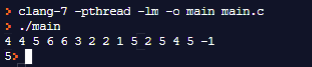 > clang-7 -pthread -lm -o main main.c
> ./main
4 4 5 6 6 3 2 2 1 5 2 5 4 5 -1
5>